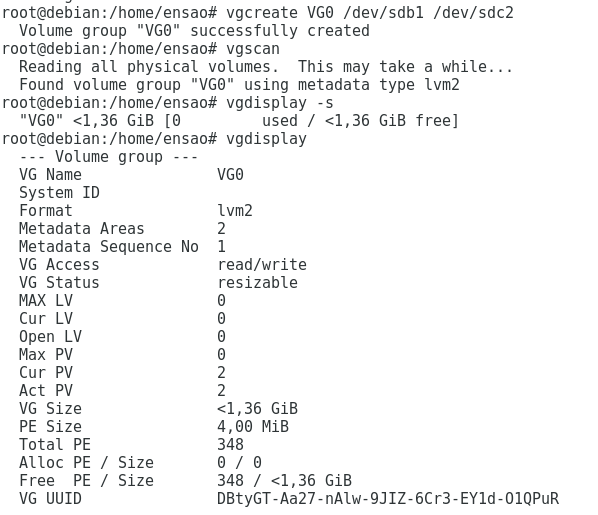 root@debian:/home/ensao# vgcreate VG0 /dev/sdb1 /dev/sdc2
  Volume group "VG0" successfully created
root@debian:/home/ensao# vgscan
  Reading all physical volumes.  This may take a while...
  Found volume group "VG0" using metadata type lvm2
root@debian:/home/ensao# vgdisplay -s
  "VG0" <1,36 GiB [0         used / <1,36 GiB free]
root@debian:/home/ensao# vgdisplay
  --- Volume group ---
  VG Name               VG0
  System ID
  Format                lvm2
  Metadata Areas        2
  Metadata Sequence No  1
  VG Access             read/write
  VG Status             resizable
  MAX LV                0
  Cur LV                0
  Open LV               0
  Max PV                0
  Cur PV                2
  Act PV                2
  VG Size               <1,36 GiB
  PE Size               4,00 MiB
  Total PE              348
  Alloc PE / Size       0 / 0
  Free  PE / Size       348 / <1,36 GiB
  VG UUID               DBtyGT-Aa27-nAlw-9JIZ-6Cr3-EY1d-O1QPuR